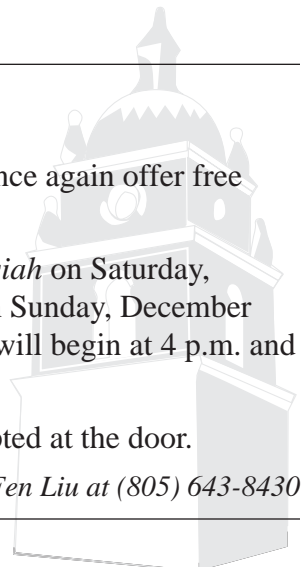 nce again offer free
iah on Saturday,
Sunday, December
will begin at 4 p.m. and
ted at the door.
Fen Liu at (805) 643-8430